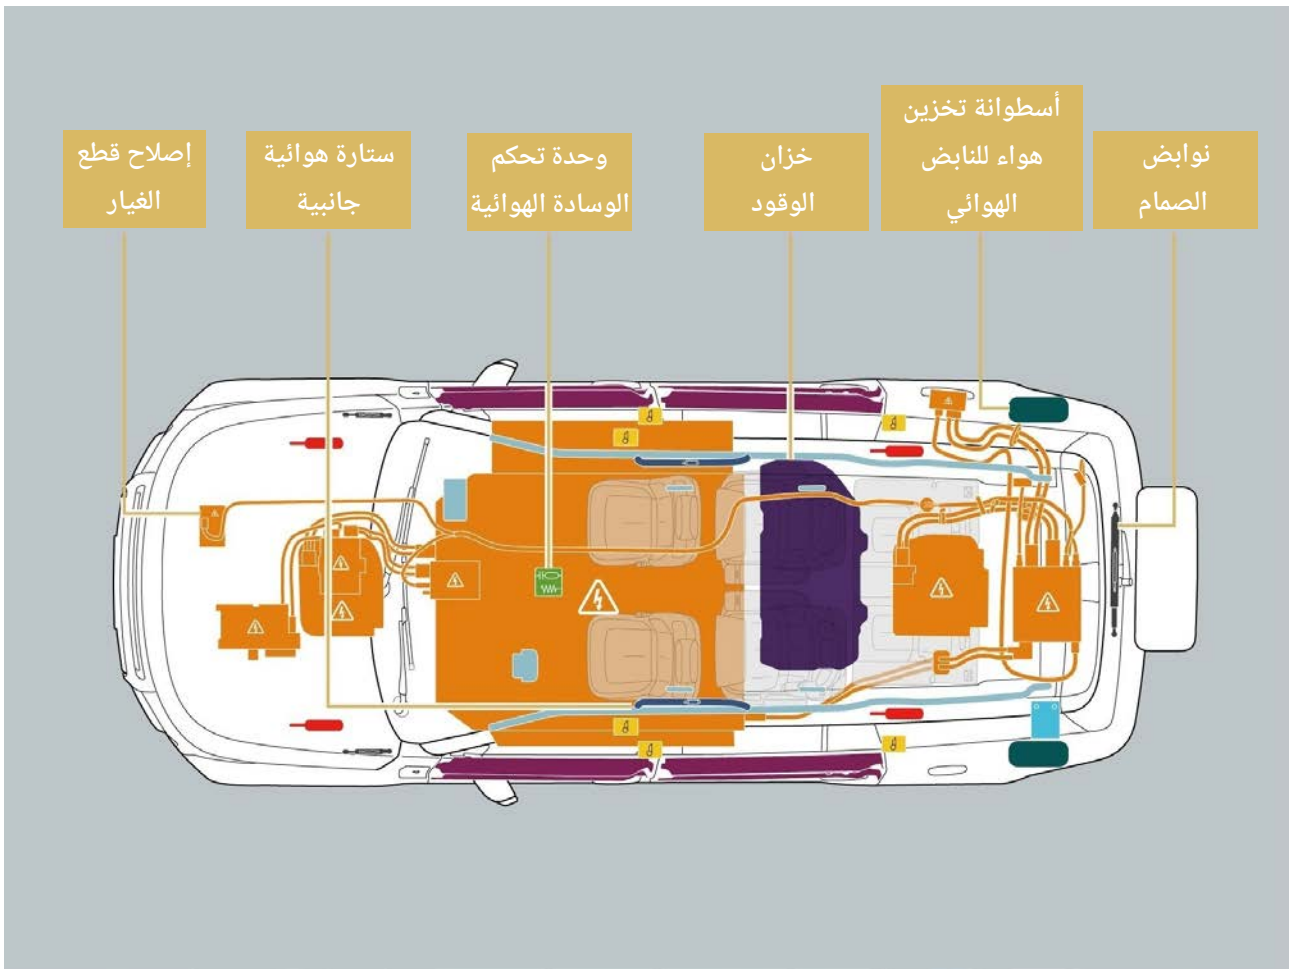 نوابض
الصمام
أسطوانة تخزين
هواء للنابض
الهوائي
خزان
الوقود
وحدة تحكم
الوسادة الهوائية
ستارة هوائية
جانبية
إصلاح قطع
الغيار